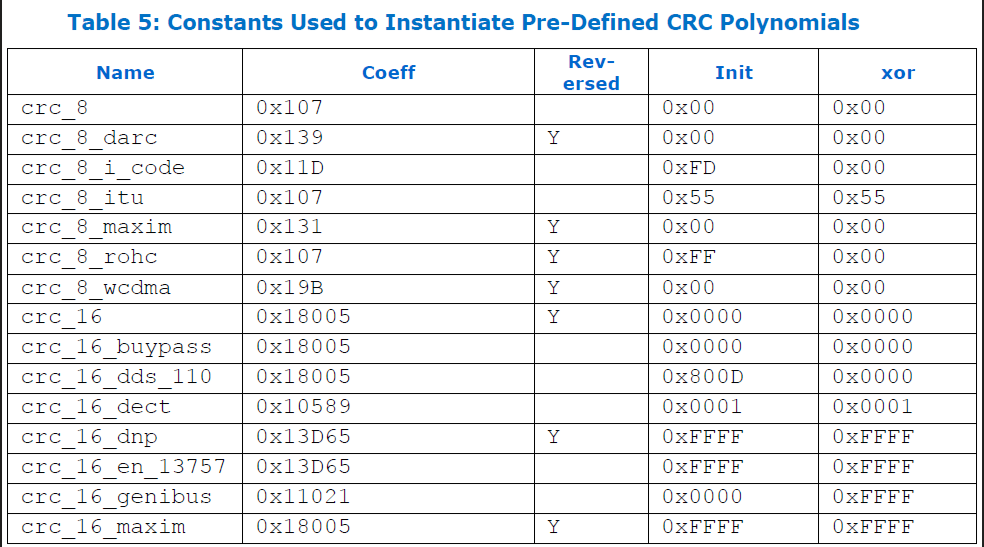 Table 5: Constants Used to Instantiate Pre-Defined CRC Polynomials
Name Coeff Rev-ersed Init xor
crc_8 0x107 0x00 0x00
crc_8_darc 0x139 Y 0x00 0x00
crc_8_i_code 0x11D 0xFD 0x00
crc_8_itu 0x107 0x55 0x55
crc_8_maxim 0x131 Y 0x00 0x00
crc_8_rohc 0x107 Y 0xFF 0x00
crc_8_wcdma 0x19B Y 0x00 0x00
crc_16 0x18005 Y 0x0000 0x0000
crc_16_buypass 0x18005 0x0000 0x0000
crc_16_dds_110 0x18005 0x800D 0x0000
crc_16_dect 0x10589 0x0001 0x0001
crc_16_dnp 0x13D65 Y 0xFFFF 0xFFFF
crc_16_en_13757 0x13D65 0xFFFF 0xFFFF
crc_16_genibus 0x11021 0x0000 0xFFFF
crc_16_maxim 0x18005 Y 0xFFFF 0xFFFF